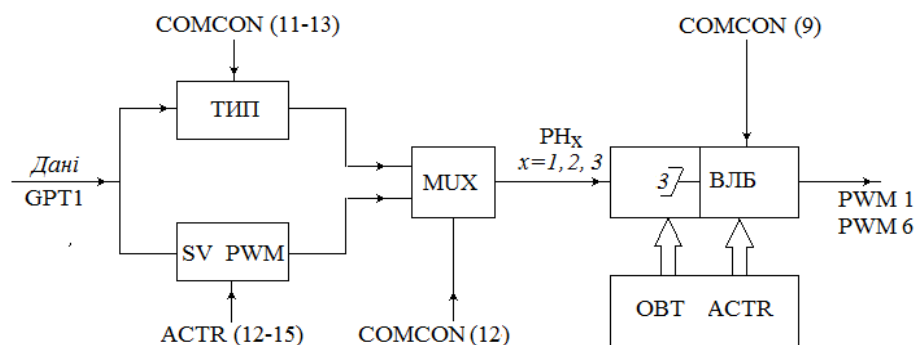 COMCON (11-13)
COMCON (9)
ТИП
Дані
GPT1
,
SV PWM
ACTR (12-15)
MUX
COMCON (12)
PHx
x=1, 2, 3
3
ВЛБ
PWM 1
PWM 6
ОВТ ACTR